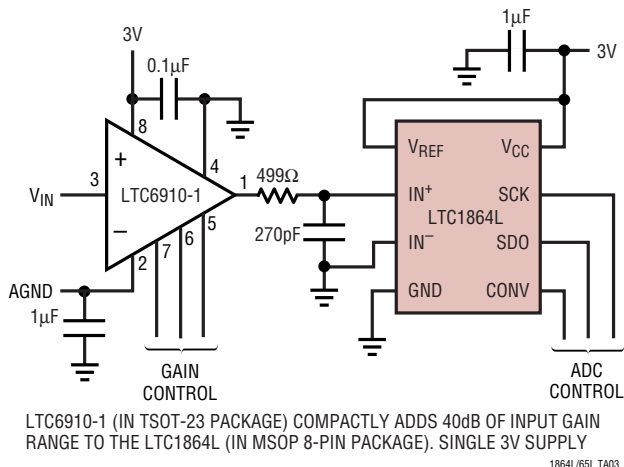 1µF
3V
3V
0.1µF
8
+
4
VREF
VCC
VIN
3
LTC6910-1
1
499Ω
IN+
SCK
LTC1864L
–
5
6
7
270pF
IN–
SDO
2
AGND
GND
CONV
1µF
GAIN
CONTROL
ADC
CONTROL
LTC6910-1 (IN TSOT-23 PACKAGE) COMPACTLY ADDS 40dB OF INPUT GAIN
RANGE TO THE LTC1864L (IN MSOP 8-PIN PACKAGE). SINGLE 3V SUPPLY
1864L/65L TA03